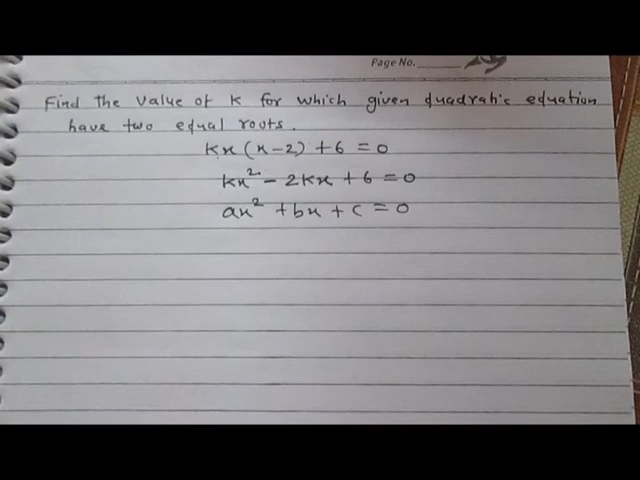 Page No.
Find the value of k for which given quadratic equation
have two equal roots.
kx(x-2)+6=0
kx² - 2kx + 6 = 0
ax² + bx + c = 0